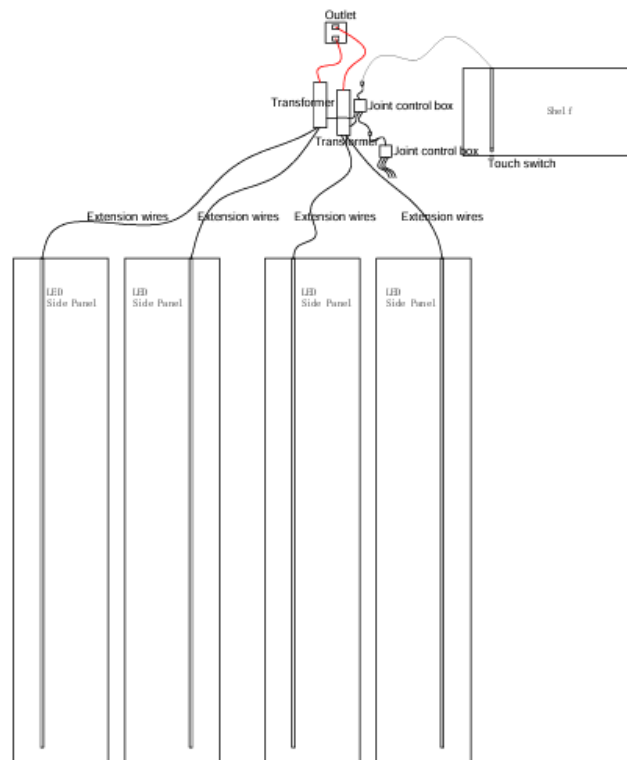 Outlet
Transformer
Joint control box
Shelf
Transformer
Joint control box
Touch switch
Extension wires
Extension wires
Extension wires
Extension wires
LED
Side Panel
LED
Side Panel
LED
Side Panel
LED
Side Panel